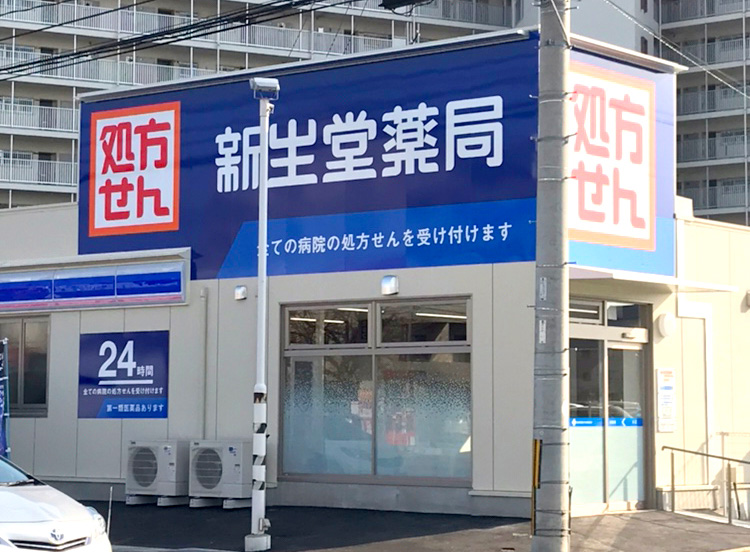 処方
せん
新生堂薬局
全ての病院の処方せんを受け付けます
処方
せん
24時間
全ての病院の処方せんを受け付けます
第一類医薬品あります